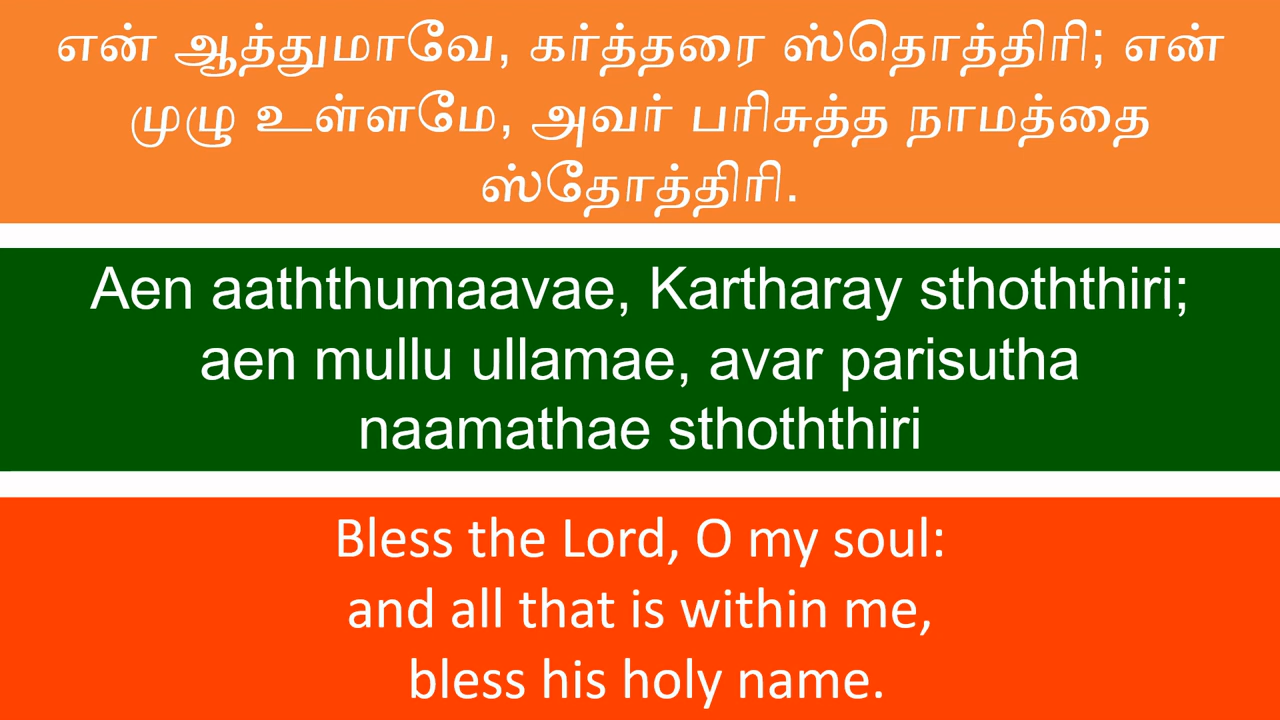 என் ஆத்துமாவே, கர்த்தரை ஸ்தொத்திரி; என்
முழு உள்ளமே, அவர் பரிசுத்த நாமத்தை
ஸ்தோத்திரி.
Aen aaththumaavae, Kartharay sthoththiri;
aen mullu ullamae, avar parisutha
naamathae sthoththiri
Bless the Lord, O my soul:
and all that is within me,
bless his holy name.